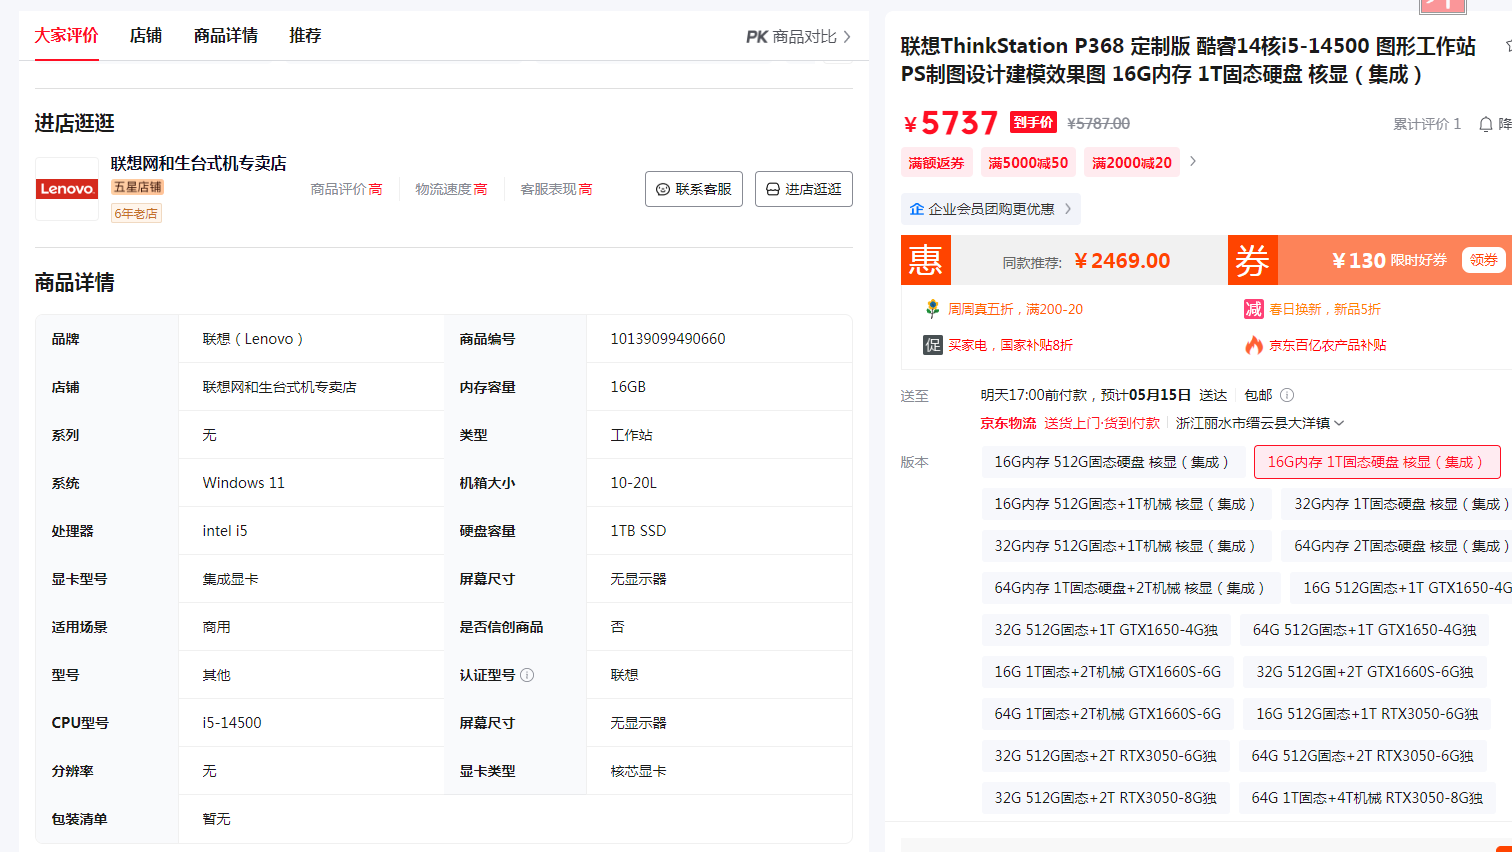 大家评价 店铺 商品详情 推荐 PK 商品对比
进店逛逛
Lenovo.
联想网和生台式机专卖店
五星店铺
6年老店
商品评价高 物流速度高 客服表现高
联系客服 进店逛逛
商品详情
品牌 联想（Lenovo） 商品编号 10139099490660
店铺 联想网和生台式机专卖店 内存容量 16GB
系列 无 类型 工作站
系统 Windows 11 机箱大小 10-20L
处理器 intel i5 硬盘容量 1TB SSD
显卡型号 集成显卡 屏幕尺寸 无显示器
适用场景 商用 是否信创商品 否
型号 其他 认证型号 联想
CPU型号 i5-14500 屏幕尺寸 无显示器
分辨率 无 显卡类型 核芯显卡
包装清单 暂无
联想ThinkStation P368 定制版 酷睿14核i5-14500 图形工作站
PS制图设计建模效果图 16G内存 1T固态硬盘 核显（集成）
¥5737 到手价 ¥5787.00 累计评价 1 降
满额返券 满5000减50 满2000减20
企业会员团购更优惠
惠 同款推荐: ¥2469.00 券 ¥130 限时好券 领券
周周真五折，满200-20 减 春日换新，新品5折
促 买家电，国家补贴8折 京东百亿农产品补贴
送至 明天17:00前付款，预计05月15日 送达 包邮
京东物流 送货上门·货到付款 浙江丽水市缙云县大洋镇
版本 16G内存 512G固态硬盘 核显（集成） 16G内存 1T固态硬盘 核显（集成）
16G内存 512G固态+1T机械 核显（集成） 32G内存 1T固态硬盘 核显（集成）
32G内存 512G固态+1T机械 核显（集成） 64G内存 2T固态硬盘 核显（集成）
64G内存 1T固态硬盘+2T机械 核显（集成） 16G 512G固态+1T GTX1650-4G
32G 512G固态+1T GTX1650-4G独 64G 512G固态+1T GTX1650-4G独
16G 1T固态+2T机械 GTX1660S-6G 32G 512G固+2T GTX1660S-6G独
64G 1T固态+2T机械 GTX1660S-6G 16G 512G固态+1T RTX3050-6G独
32G 512G固态+2T RTX3050-6G独 64G 512G固态+2T RTX3050-6G独
32G 512G固态+2T RTX3050-8G独 64G 1T固态+4T机械 RTX3050-8G独